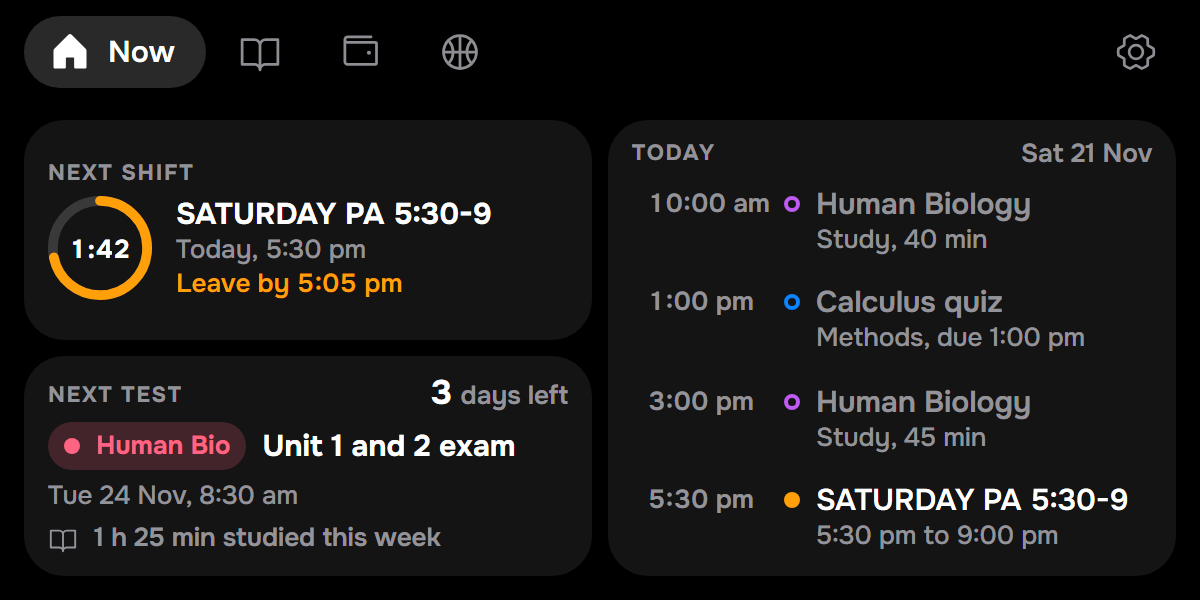 Now
NEXT SHIFT
1:42
SATURDAY PA 5:30-9
Today, 5:30 pm
Leave by 5:05 pm
NEXT TEST
3 days left
Human Bio
Unit 1 and 2 exam
Tue 24 Nov, 8:30 am
1 h 25 min studied this week
TODAY
Sat 21 Nov
10:00 am
Human Biology
Study, 40 min
1:00 pm
Calculus quiz
Methods, due 1:00 pm
3:00 pm
Human Biology
Study, 45 min
5:30 pm
SATURDAY PA 5:30-9
5:30 pm to 9:00 pm